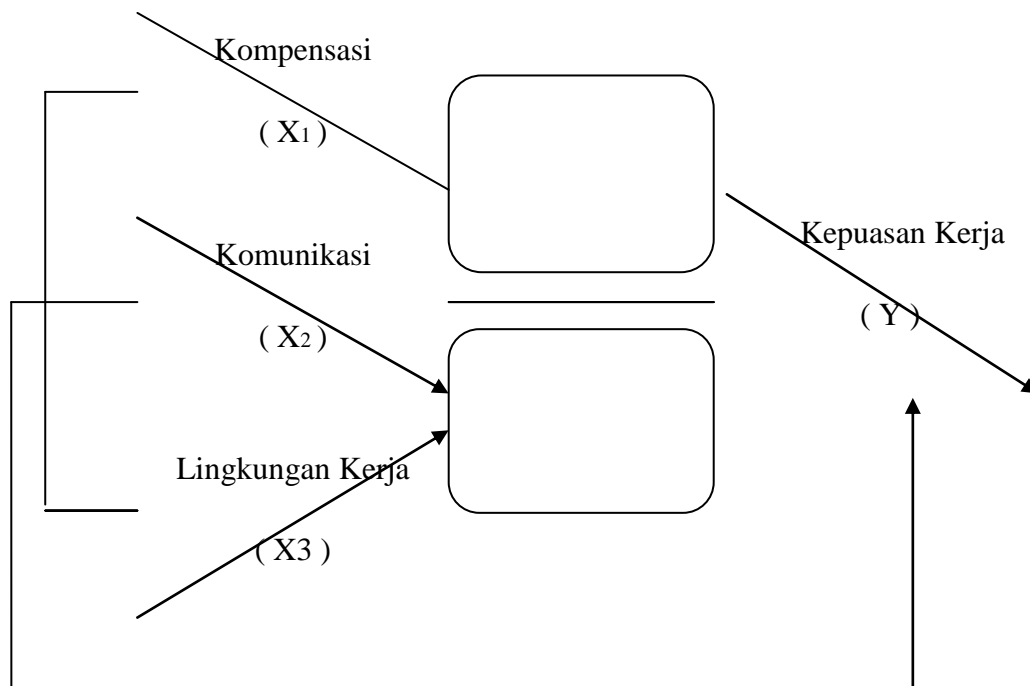 Kompensasi
( X1 )
Komunikasi
( X2 )
Lingkungan Kerja
( X3 )
Kepuasan Kerja
( Y )